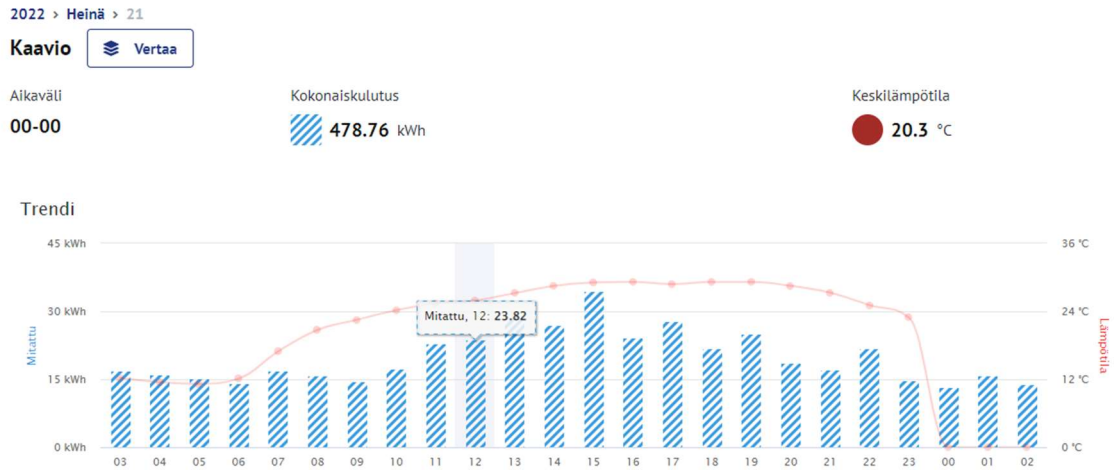 2022 > Heinä > 21
Kaavio Vertaa
Aikaväli Kokonaiskulutus Keskilämpötila
00-00 478.76 kWh 20.3 °C
Trendi
45 kWh 36 °C
30 kWh 24 °C
15 kWh 12 °C
0 kWh 0 °C
Mitattu
Lämpötila
Mitattu, 12: 23.82
03 04 05 06 07 08 09 10 11 12 13 14 15 16 17 18 19 20 21 22 23 00 01 02